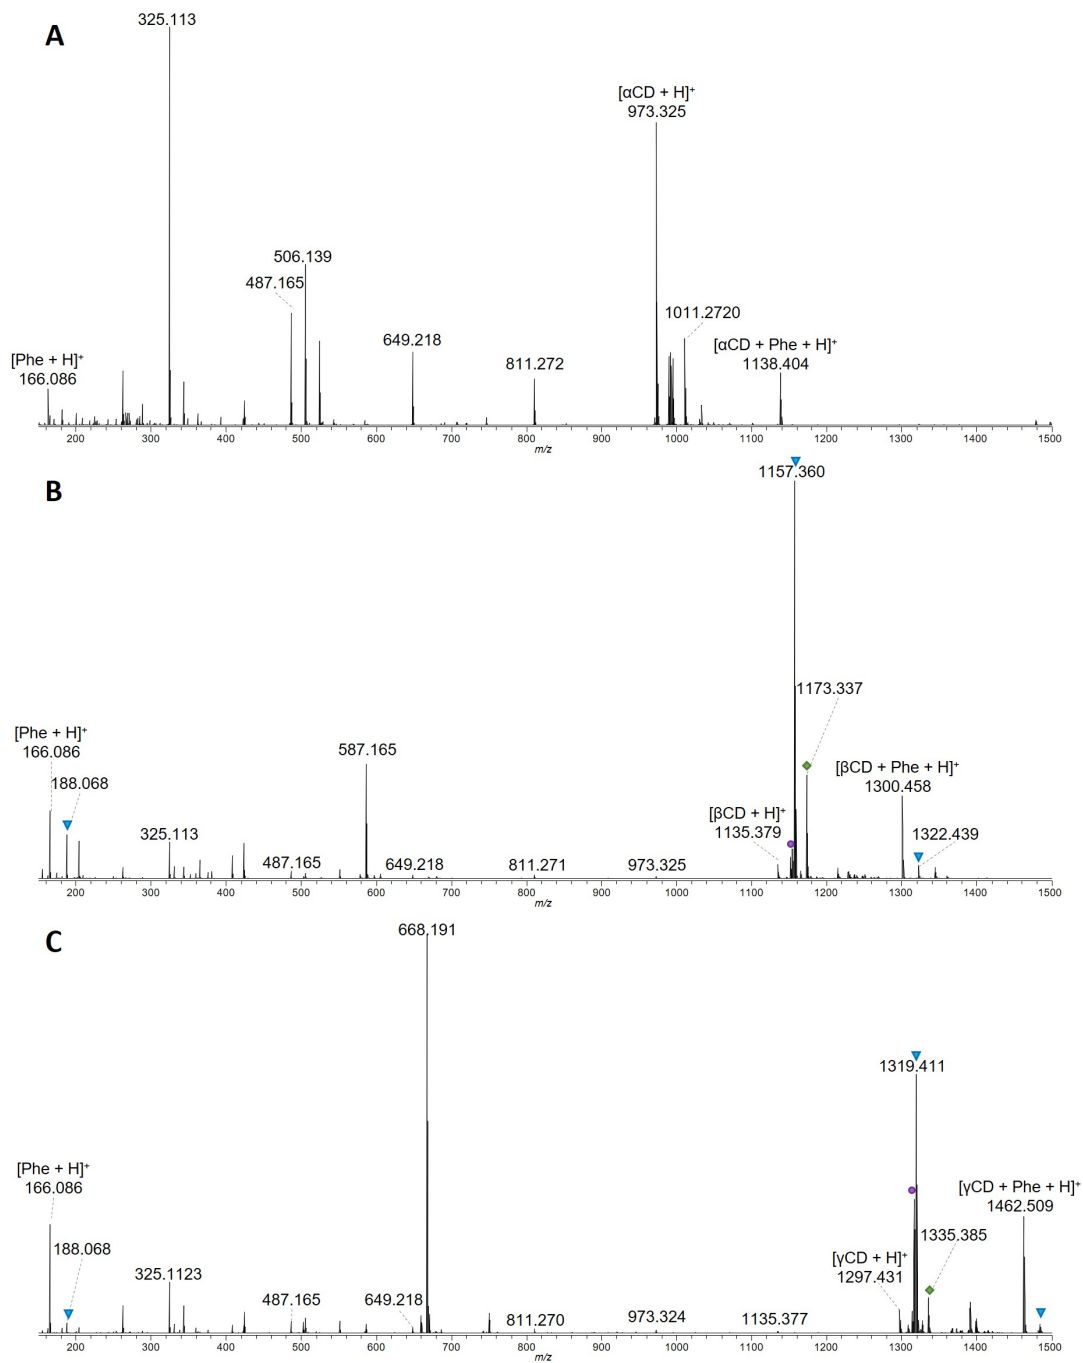 A
325.113
[αCD + H]⁺
973.325
506.139
487.165
1011.2720
649.218
[αCD + Phe + H]⁺
1138.404
[Phe + H]⁺
166.086
811.272
200 300 400 500 600 700 800 900 1000 1100 1200 1300 1400 1500
m/z
B
1157.360
1173.337
[Phe + H]⁺
166.086
587.165
[βCD + Phe + H]⁺
1300.458
188.068
[βCD + H]⁺
1135.379
325.113
1322.439
487.165
649.218
811.271
973.325
200 300 400 500 600 700 800 900 1000 1100 1200 1300 1400 1500
m/z
C
668.191
1319.411
[Phe + H]⁺
166.086
[γCD + Phe + H]⁺
1462.509
188.068
1335.385
[γCD + H]⁺
1297.431
325.1123
487.165
649.218
811.270
973.324
1135.377
200 300 400 500 600 700 800 900 1000 1100 1200 1300 1400 1500
m/z